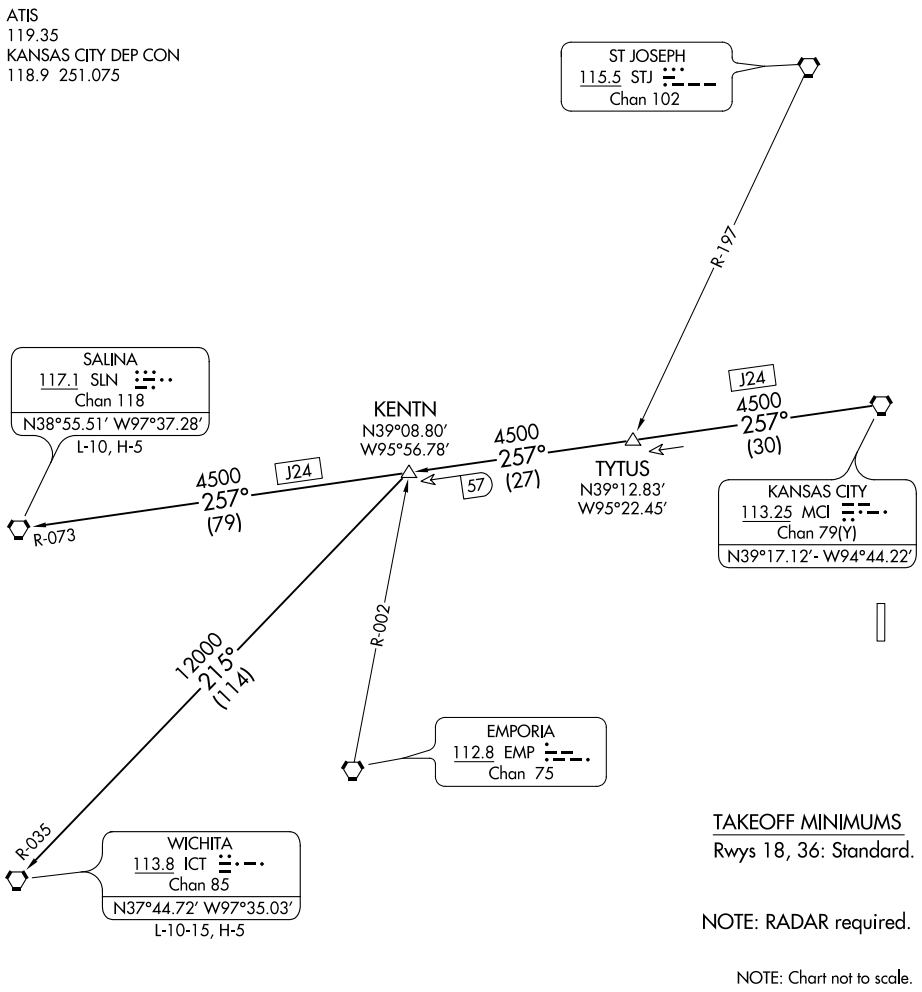 ATIS
119.35
KANSAS CITY DEP CON
118.9 251.075
ST JOSEPH
115.5 STJ
Chan 102
R-197
SALINA
117.1 SLN
Chan 118
N38°55.51' W97°37.28'
L-10, H-5
R-073
4500
257°
(79)
J24
KENTN
N39°08.80'
W95°56.78'
57
4500
257°
(27)
TYTUS
N39°12.83'
W95°22.45'
J24
4500
257°
(30)
KANSAS CITY
113.25 MCI
Chan 79(Y)
N39°17.12'- W94°44.22'
12000
215°
(114)
R-002
EMPORIA
112.8 EMP
Chan 75
R-035
WICHITA
113.8 ICT
Chan 85
N37°44.72' W97°35.03'
L-10-15, H-5
TAKEOFF MINIMUMS
Rwys 18, 36: Standard.
NOTE: RADAR required.
NOTE: Chart not to scale.